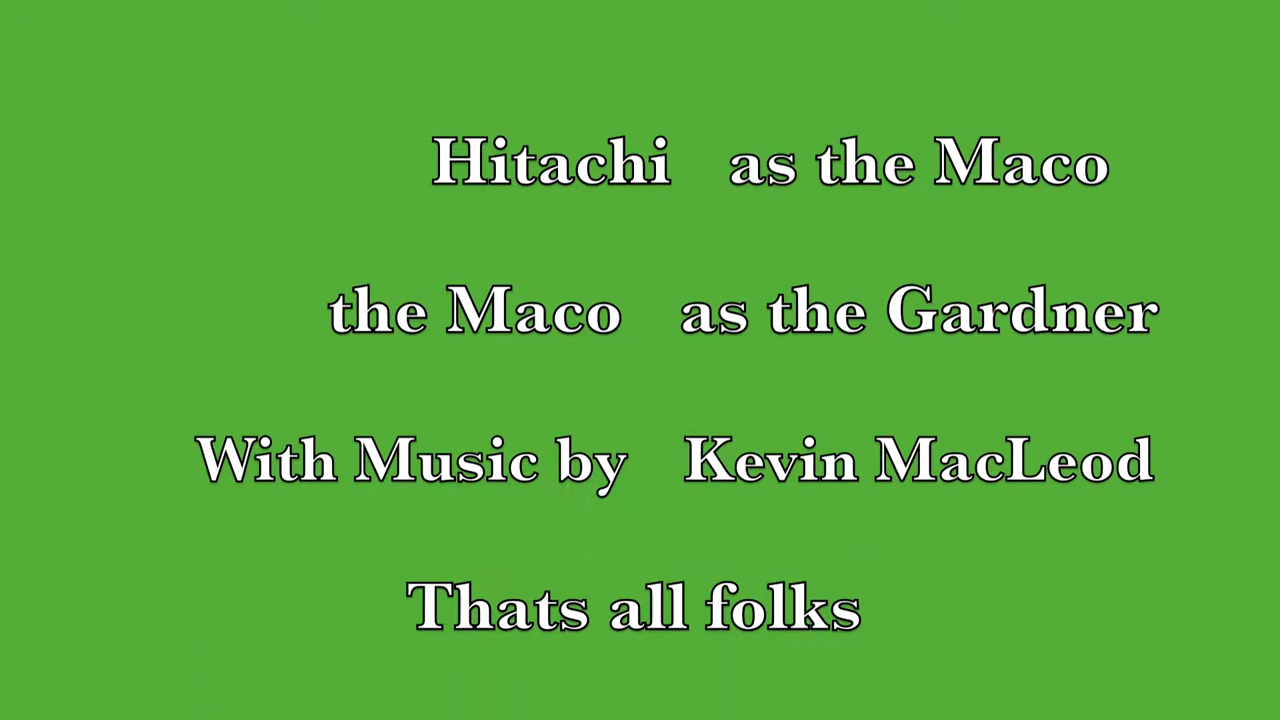 Hitachi as the Maco
the Maco as the Gardner
With Music by Kevin MacLeod
Thats all folks